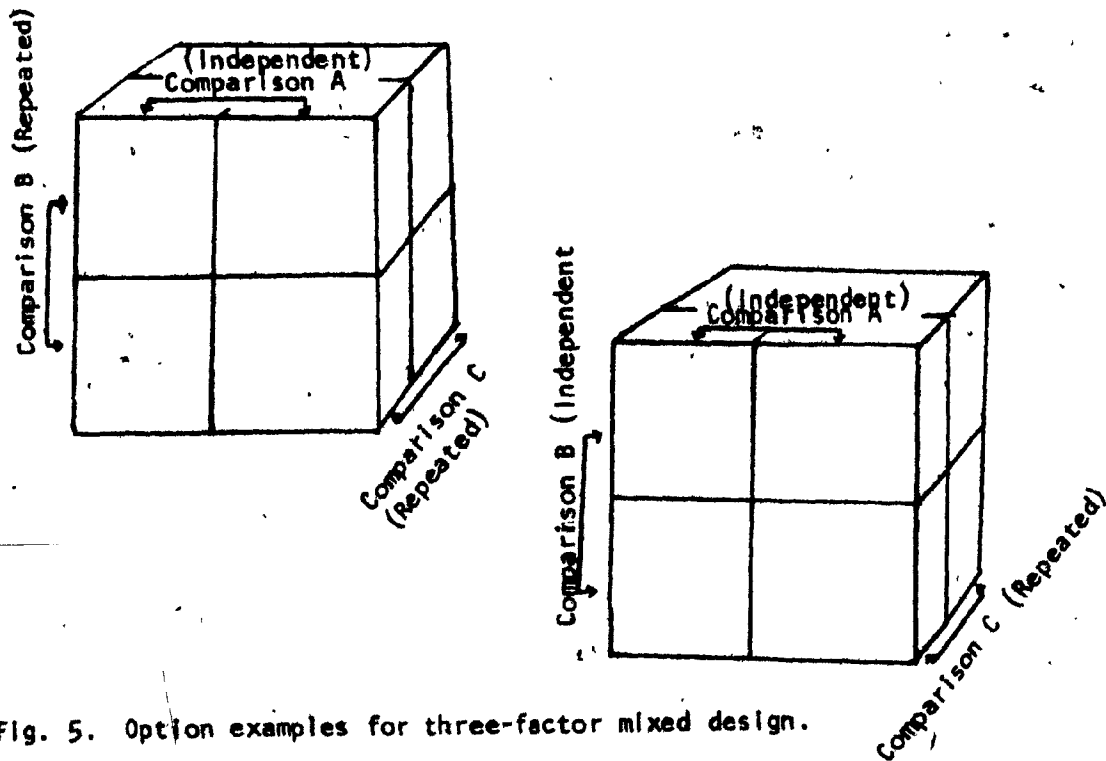 Comparison B (Repeated)
(Independent)
Comparison A
Comparison C
(Repeated)
Comparison B (Independent
(Independent)
Comparison A
Comparison C (Repeated)
Fig. 5. Option examples for three-factor mixed design.